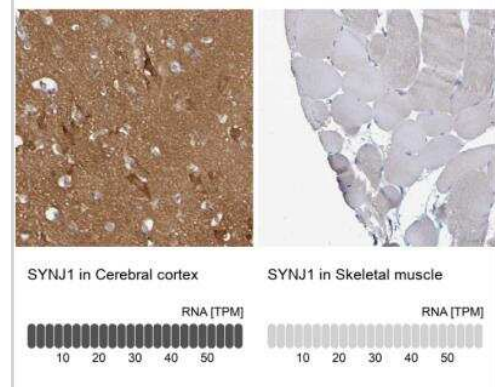 SYNJ1 in Cerebral cortex
RNA [TPM]
10 20 30 40 50
SYNJ1 in Skeletal muscle
RNA [TPM]
10 20 30 40 50